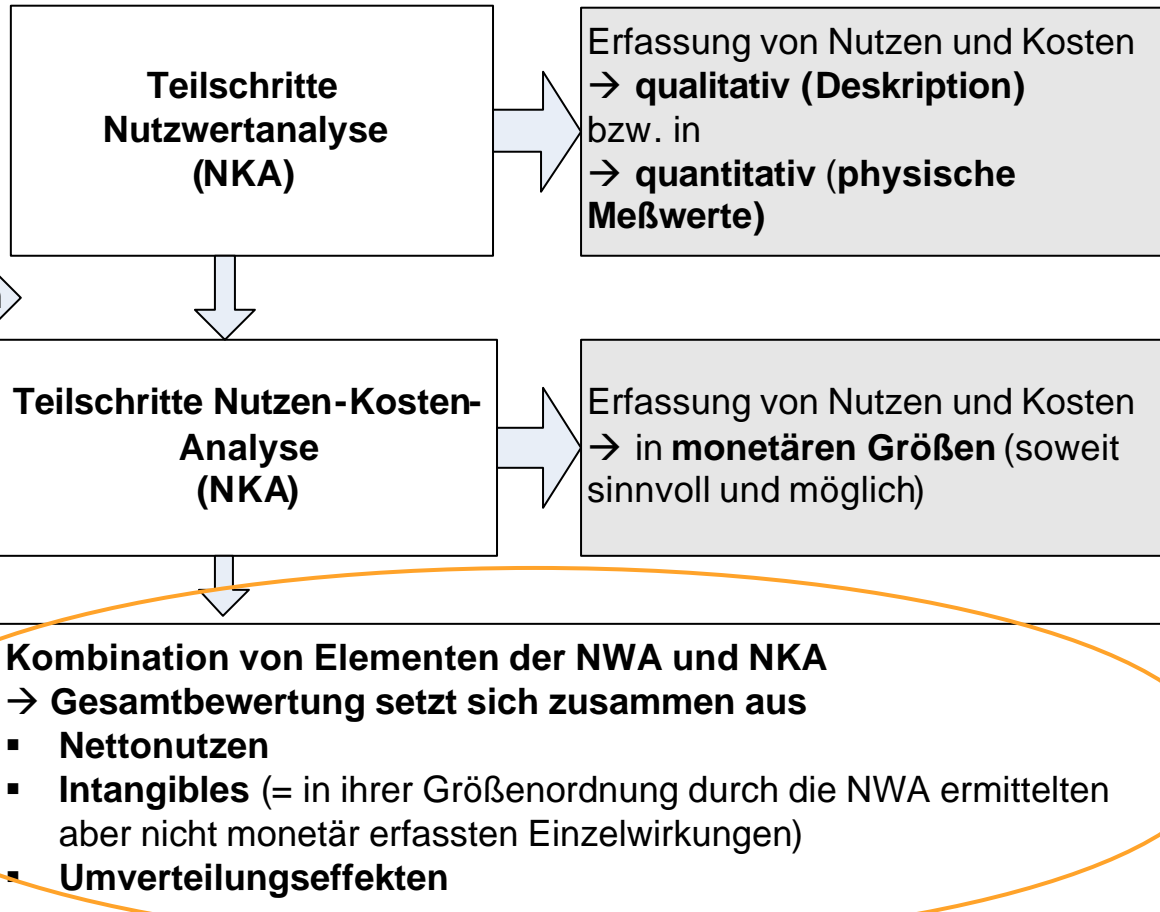 Teilschritte
Nutzwertanalyse
(NKA)
Erfassung von Nutzen und Kosten
→ qualitativ (Deskription)
bzw. in
→ quantitativ (physische
Meßwerte)
Teilschritte Nutzen-Kosten-
Analyse
(NKA)
Erfassung von Nutzen und Kosten
→ in monetären Größen (soweit
sinnvoll und möglich)
Kombination von Elementen der NWA und NKA
→ Gesamtbewertung setzt sich zusammen aus
▪ Nettonutzen
▪ Intangibles (= in ihrer Größenordnung durch die NWA ermittelten
aber nicht monetär erfassten Einzelwirkungen)
▪ Umverteilungseffekten